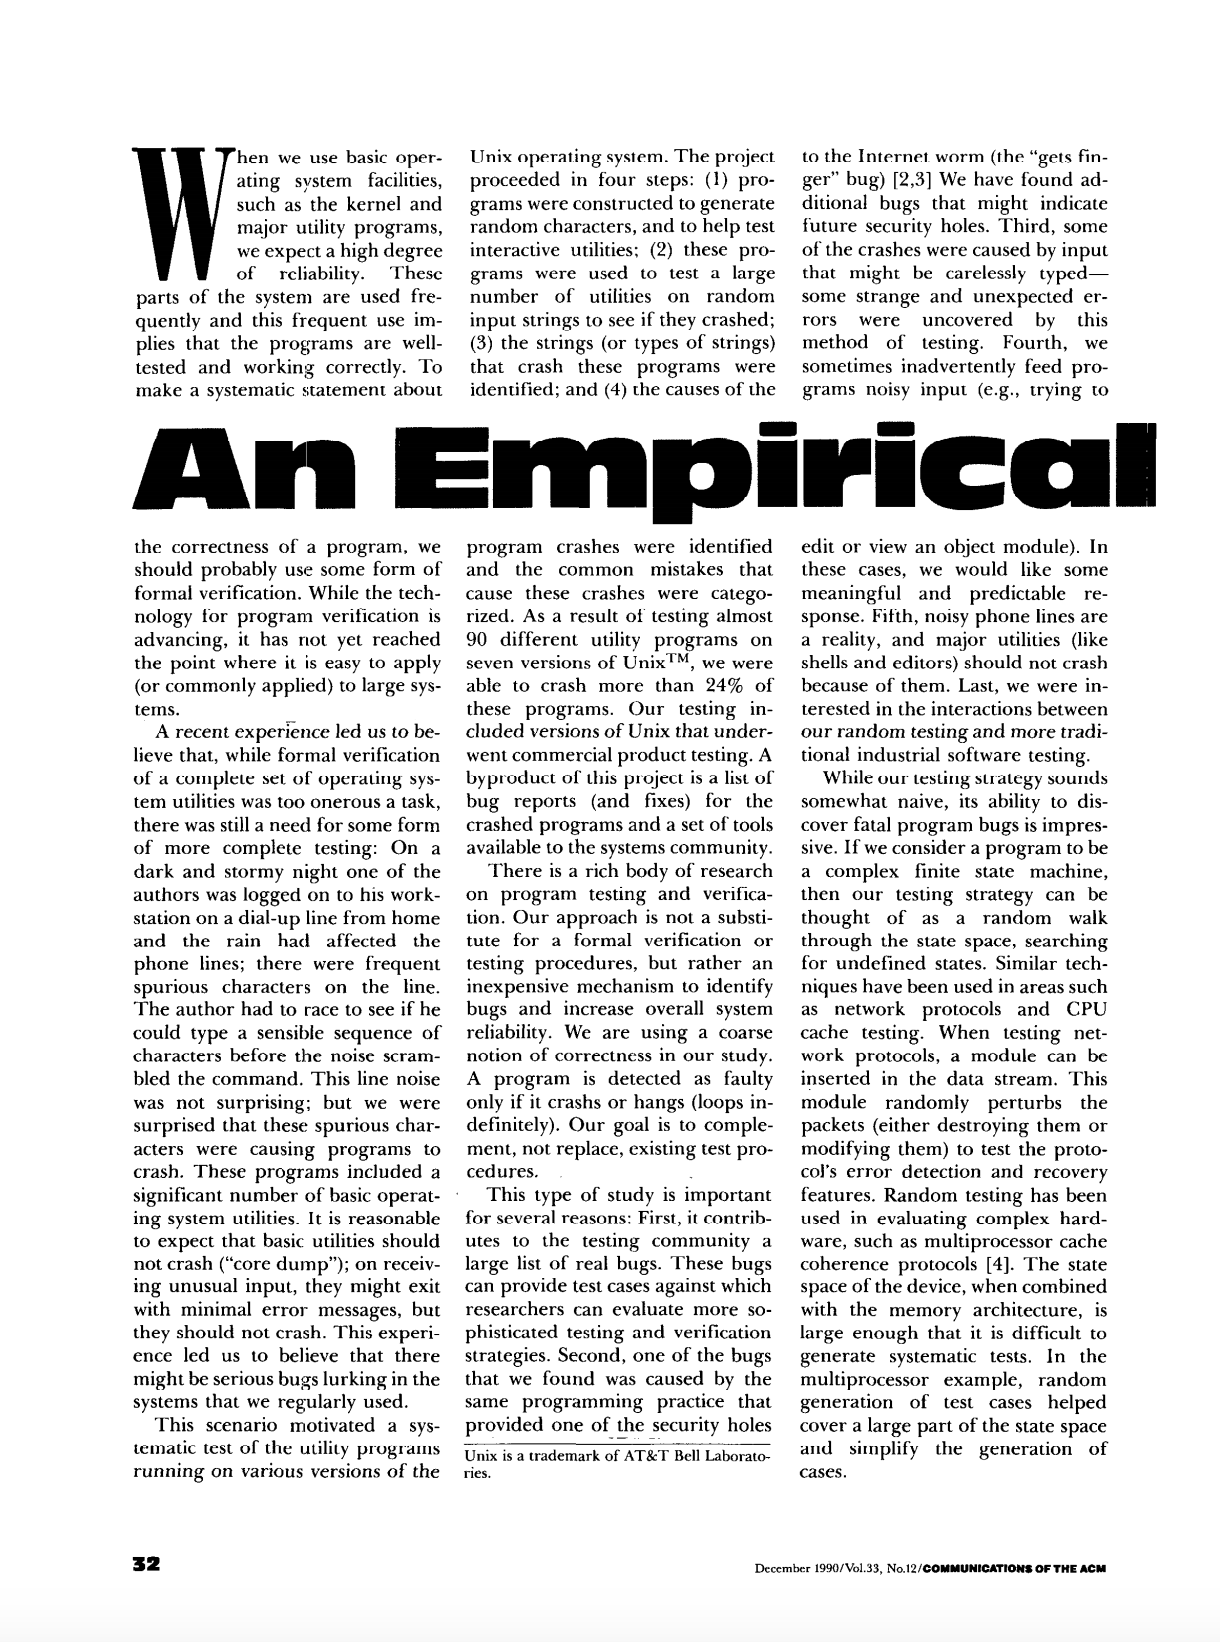 An Empirical
When we use basic oper-
ating system facilities,
such as the kernel and
major utility programs,
we expect a high degree
of reliability. These
parts of the system are used fre-
quently and this frequent use im-
plies that the programs are well-
tested and working correctly. To
make a systematic statement about
the correctness of a program, we
should probably use some form of
formal verification. While the tech-
nology for program verification is
advancing, it has not yet reached
the point where it is easy to apply
(or commonly applied) to large sys-
tems.
A recent experience led us to be-
lieve that, while formal verification
of a complete set of operating sys-
tem utilities was too onerous a task,
there was still a need for some form
of more complete testing: On a
dark and stormy night one of the
authors was logged on to his work-
station on a dial-up line from home
and the rain had affected the
phone lines; there were frequent
spurious characters on the line.
The author had to race to see if he
could type a sensible sequence of
characters before the noise scram-
bled the command. This line noise
was not surprising; but we were
surprised that these spurious char-
acters were causing programs to
crash. These programs included a
significant number of basic operat-
ing system utilities. It is reasonable
to expect that basic utilities should
not crash (“core dump”); on receiv-
ing unusual input, they might exit
with minimal error messages, but
they should not crash. This experi-
ence led us to believe that there
might be serious bugs lurking in the
systems that we regularly used.
This scenario motivated a sys-
tematic test of the utility programs
running on various versions of the
Unix operating system. The project
proceeded in four steps: (1) pro-
grams were constructed to generate
random characters, and to help test
interactive utilities; (2) these pro-
grams were used to test a large
number of utilities on random
input strings to see if they crashed;
(3) the strings (or types of strings)
that crash these programs were
identified; and (4) the causes of the
program crashes were identified
and the common mistakes that
cause these crashes were catego-
rized. As a result of testing almost
90 different utility programs on
seven versions of Unix™, we were
able to crash more than 24% of
these programs. Our testing in-
cluded versions of Unix that under-
went commercial product testing. A
byproduct of this project is a list of
bug reports (and fixes) for the
crashed programs and a set of tools
available to the systems community.
There is a rich body of research
on program testing and verifica-
tion. Our approach is not a substi-
tute for a formal verification or
testing procedures, but rather an
inexpensive mechanism to identify
bugs and increase overall system
reliability. We are using a coarse
notion of correctness in our study.
A program is detected as faulty
only if it crashs or hangs (loops in-
definitely). Our goal is to comple-
ment, not replace, existing test pro-
cedures.
This type of study is important
for several reasons: First, it contrib-
utes to the testing community a
large list of real bugs. These bugs
can provide test cases against which
researchers can evaluate more so-
phisticated testing and verification
strategies. Second, one of the bugs
that we found was caused by the
same programming practice that
provided one of the security holes
Unix is a trademark of AT&T Bell Laborato-
ries.
to the Internet worm (the “gets fin-
ger” bug) [2,3] We have found ad-
ditional bugs that might indicate
future security holes. Third, some
of the crashes were caused by input
that might be carelessly typed—
some strange and unexpected er-
rors were uncovered by this
method of testing. Fourth, we
sometimes inadvertently feed pro-
grams noisy input (e.g., trying to
edit or view an object module). In
these cases, we would like some
meaningful and predictable re-
sponse. Fifth, noisy phone lines are
a reality, and major utilities (like
shells and editors) should not crash
because of them. Last, we were in-
terested in the interactions between
our random testing and more tradi-
tional industrial software testing.
While our testing strategy sounds
somewhat naive, its ability to dis-
cover fatal program bugs is impres-
sive. If we consider a program to be
a complex finite state machine,
then our testing strategy can be
thought of as a random walk
through the state space, searching
for undefined states. Similar tech-
niques have been used in areas such
as network protocols and CPU
cache testing. When testing net-
work protocols, a module can be
inserted in the data stream. This
module randomly perturbs the
packets (either destroying them or
modifying them) to test the proto-
col’s error detection and recovery
features. Random testing has been
used in evaluating complex hard-
ware, such as multiprocessor cache
coherence protocols [4]. The state
space of the device, when combined
with the memory architecture, is
large enough that it is difficult to
generate systematic tests. In the
multiprocessor example, random
generation of test cases helped
cover a large part of the state space
and simplify the generation of
cases.
32
December 1990/Vol.33, No.12/COMMUNICATIONS OF THE ACM